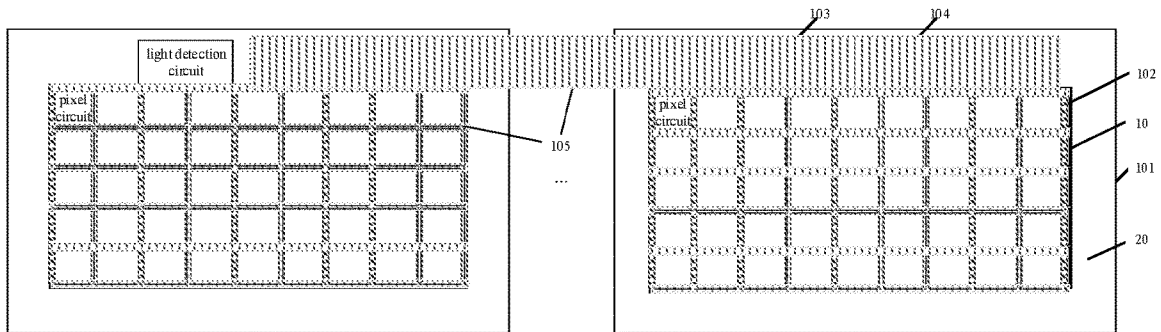 103
104
light detection
circuit
102
pixel
circuit
pixel
circuit
10
105
101
...
20